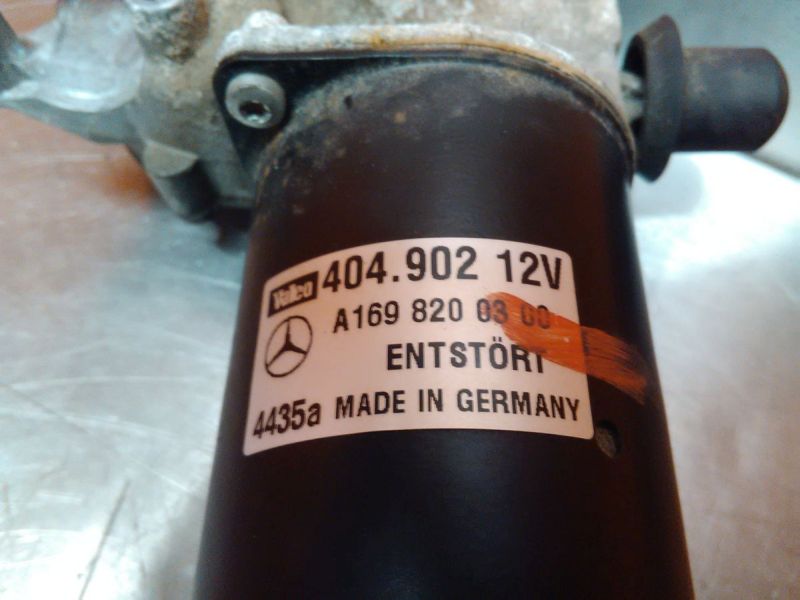 Valeo 404.902 12V
A169 820 03 00
ENTSTÖRT
4435a MADE IN GERMANY